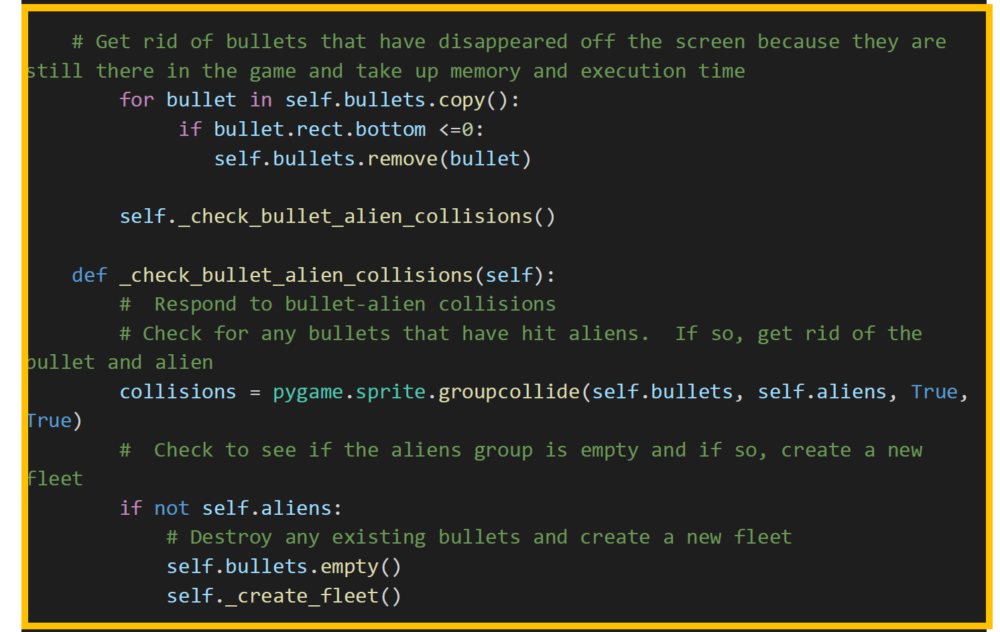 # Get rid of bullets that have disappeared off the screen because they are
still there in the game and take up memory and execution time
for bullet in self.bullets.copy():
if bullet.rect.bottom <=0:
self.bullets.remove(bullet)
self._check_bullet_alien_collisions()
def _check_bullet_alien_collisions(self):
#  Respond to bullet-alien collisions
# Check for any bullets that have hit aliens.  If so, get rid of the
bullet and alien
collisions = pygame.sprite.groupcollide(self.bullets, self.aliens, True,
True)
#  Check to see if the aliens group is empty and if so, create a new
fleet
if not self.aliens:
# Destroy any existing bullets and create a new fleet
self.bullets.empty()
self._create_fleet()